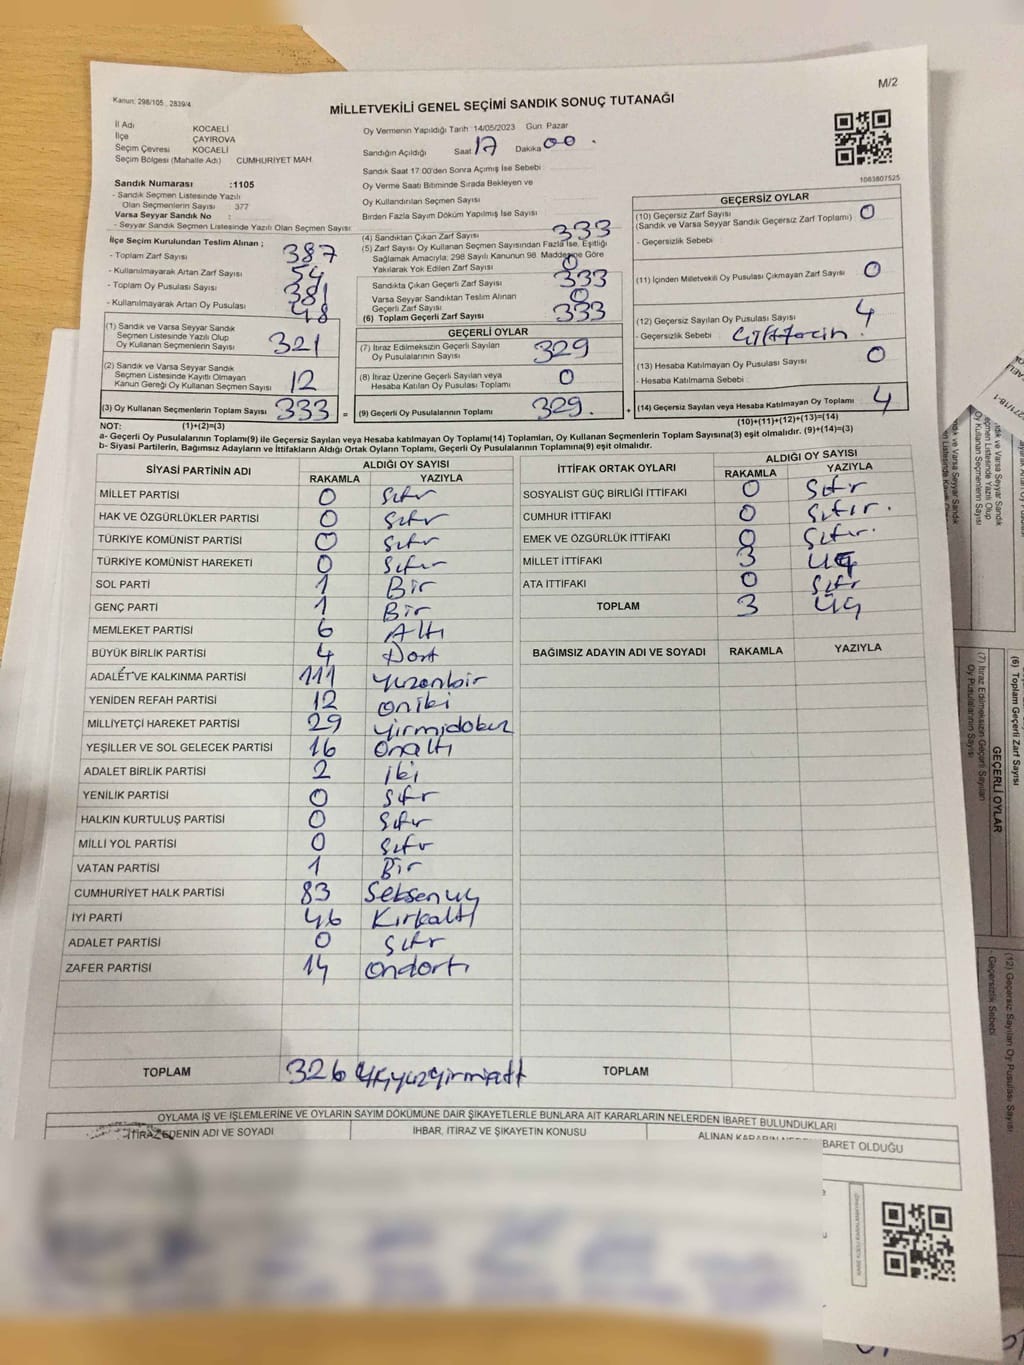 M/2
Kanun: 298/105 , 2839/4
MİLLETVEKİLİ GENEL SEÇİMİ SANDIK SONUÇ TUTANAĞI
İl Adı KOCAELİ
İlçe ÇAYIROVA
Seçim Çevresi KOCAELİ
Seçim Bölgesi (Mahalle Adı) CUMHURİYET MAH
Sandık Numarası :1105
- Sandık Seçmen Listesinde Yazılı
Olan Seçmenlerin Sayısı : 377
Varsa Seyyar Sandık No :
- Seyyar Sandık Seçmen Listesinde Yazılı Olan Seçmen Sayısı:
İlçe Seçim Kurulundan Teslim Alınan ;
- Toplam Zarf Sayısı 387
- Kullanılmayarak Artan Zarf Sayısı 54
- Toplam Oy Pusulası Sayısı 381
- Kullanılmayarak Artan Oy Pusulası 48
(1) Sandık ve Varsa Seyyar Sandık
Seçmen Listesinde Yazılı Olup
Oy Kullanan Seçmenlerin Sayısı 321
(2) Sandık ve Varsa Seyyar Sandık
Seçmen Listesinde Kayıtlı Olmayan
Kanun Gereği Oy Kullanan Seçmen Sayısı 12
(3) Oy Kullanan Seçmenlerin Toplam Sayısı 333 =
Oy Vermenin Yapıldığı Tarih :14/05/2023 Gün: Pazar
Sandığın Açıldığı Saat 17 Dakika 00 .
Sandık Saat 17:00'den Sonra Açımış İse Sebebi :
Oy Verme Saati Bitiminde Sırada Bekleyen ve
Oy Kullandırılan Seçmen Sayısı :
Birden Fazla Sayım Döküm Yapılmış İse Sayısı :
(4) Sandıktan Çıkan Zarf Sayısı 333
(5) Zarf Sayısı Oy Kullanan Seçmen Sayısından Fazla İse, Eşitliği
Sağlamak Amacıyla; 298 Sayılı Kanunun 98. Maddesine Göre
Yakılarak Yok Edilen Zarf Sayısı 0
Sandıkta Çıkan Geçerli Zarf Sayısı 333
Varsa Seyyar Sandıktan Teslim Alınan
Geçerli Zarf Sayısı 0
(6) Toplam Geçerli Zarf Sayısı 333
GEÇERLİ OYLAR
(7) İtiraz Edilmeksizin Geçerli Sayılan
Oy Pusulalarının Sayısı 329
(8) İtiraz Üzerine Geçerli Sayılan veya
Hesaba Katılan Oy Pusulası Toplamı 0
(9) Geçerli Oy Pusulalarının Toplamı 329. +
1063807525
GEÇERSİZ OYLAR
(10) Geçersiz Zarf Sayısı 0
(Sandık ve Varsa Seyyar Sandık Geçersiz Zarf Toplamı)
- Geçersizlik Sebebi :
(11) İçinden Milletvekili Oy Pusulası Çıkmayan Zarf Sayısı 0
(12) Geçersiz Sayılan Oy Pusulası Sayısı 4
- Geçersizlik Sebebi :
(13) Hesaba Katılmayan Oy Pusulası Sayısı 0
- Hesaba Katılmama Sebebi :
(14) Geçersiz Sayılan veya Hesaba Katılmayan Oy Toplamı 4
NOT: (1)+(2)=(3) (10)+(11)+(12)+(13)=(14)
a- Geçerli Oy Pusulalarının Toplamı(9) ile Geçersiz Sayılan veya Hesaba katılmayan Oy Toplamı(14) Toplamları, Oy Kullanan Seçmenlerin Toplam Sayısına(3) eşit olmalıdır. (9)+(14)=(3)
b- Siyasi Partilerin, Bağımsız Adayların ve İttifakların Aldığı Ortak Oyların Toplamı, Geçerli Oy Pusulalarının Toplamına(9) eşit olmalıdır.
SİYASİ PARTİNİN ADI ALDIĞI OY SAYISI
RAKAMLA YAZIYLA
MİLLET PARTİSİ 0 Sıfır
HAK VE ÖZGÜRLÜKLER PARTİSİ 0 Sıfır
TÜRKİYE KOMÜNİST PARTİSİ 0 Sıfır
TÜRKİYE KOMÜNİST HAREKETİ 0 Sıfır
SOL PARTİ 1 Bir
GENÇ PARTİ 1 Bir
MEMLEKET PARTİSİ 6 Altı
BÜYÜK BİRLİK PARTİSİ 4 Dört
ADALET VE KALKINMA PARTİSİ 111 yüzonbir
YENİDEN REFAH PARTİSİ 12 oniki
MİLLİYETÇİ HAREKET PARTİSİ 29 yirmidokuz
YEŞİLLER VE SOL GELECEK PARTİSİ 16 onaltı
ADALET BİRLİK PARTİSİ 2 iki
YENİLİK PARTİSİ 0 Sıfır
HALKIN KURTULUŞ PARTİSİ 0 Sıfır
MİLLİ YOL PARTİSİ 0 Sıfır
VATAN PARTİSİ 1 Bir
CUMHURİYET HALK PARTİSİ 83 Seksenüç
İYİ PARTİ 46 Kırkaltı
ADALET PARTİSİ 0 Sıfır
ZAFER PARTİSİ 14 ondört
TOPLAM 326 üçyüzyirmialtı
İTTİFAK ORTAK OYLARI ALDIĞI OY SAYISI
RAKAMLA YAZIYLA
SOSYALİST GÜÇ BİRLİĞİ İTTİFAKI 0 Sıfır
CUMHUR İTTİFAKI 0 Sıfır.
EMEK VE ÖZGÜRLÜK İTTİFAKI 0 Sıfır.
MİLLET İTTİFAKI 3 üç
ATA İTTİFAKI 0 Sıfır
TOPLAM 3 üç
BAĞIMSIZ ADAYIN ADI VE SOYADI RAKAMLA YAZIYLA
TOPLAM
OYLAMA İŞ VE İŞLEMLERİNE VE OYLARIN SAYIM DÖKÜMÜNE DAİR ŞİKAYETLERLE BUNLARA AİT KARARLARIN NELERDEN İBARET BULUNDUKLARI
İTİRAZ EDENİN ADI VE SOYADI İHBAR, İTİRAZ VE ŞİKAYETİN KONUSU ALINAN KARARIN NEDEN İBARET OLDUĞU
(6) Toplam Geçerli Zarf Sayısı
GEÇERLİ OYLAR
(7) İtiraz Edilmeksizin Geçerli Sayılan
Oy Pusulalarının Sayısı
(12) Geçersiz Sayılan Oy Pusulası Sayısı
- Geçersizlik Sebebi